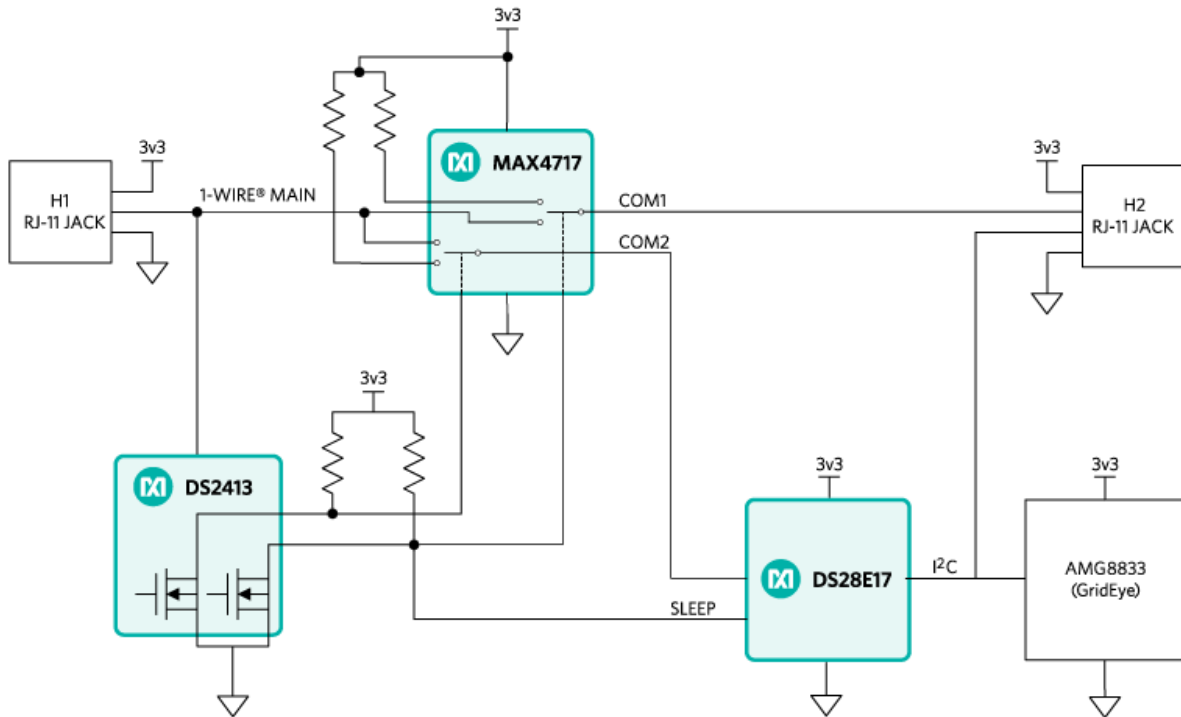 3v3
MAX4717
3v3
H1
RJ-11 JACK
1-WIRE® MAIN
COM1
COM2
3v3
H2
RJ-11 JACK
3v3
DS2413
3v3
DS28E17
SLEEP
I²C
3v3
AMG8833
(GridEye)